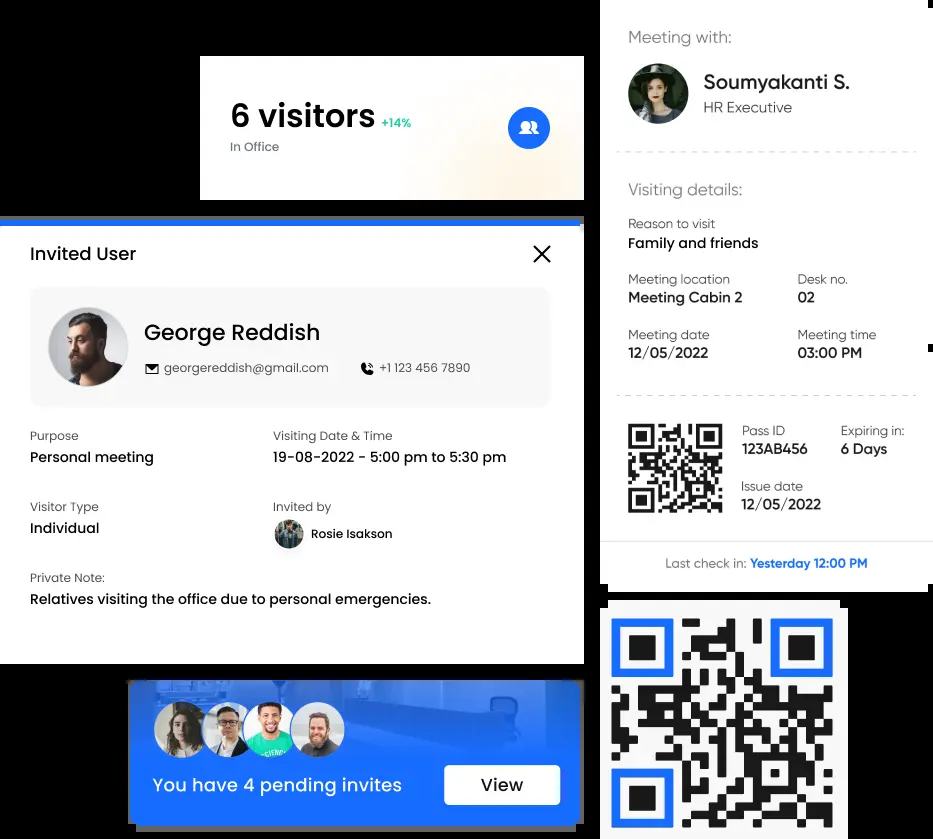 6 visitors +14%
In Office
Invited User
George Reddish
georgereddish@gmail.com +1 123 456 7890
Purpose
Personal meeting
Visiting Date & Time
19-08-2022 - 5:00 pm to 5:30 pm
Visitor Type
Individual
Invited by
Rosie Isakson
Private Note:
Relatives visiting the office due to personal emergencies.
You have 4 pending invites
View
Meeting with:
Soumyakanti S.
HR Executive
Visiting details:
Reason to visit
Family and friends
Meeting location
Meeting Cabin 2
Desk no.
02
Meeting date
12/05/2022
Meeting time
03:00 PM
Pass ID
123AB456
Expiring in:
6 Days
Issue date
12/05/2022
Last check in: Yesterday 12:00 PM